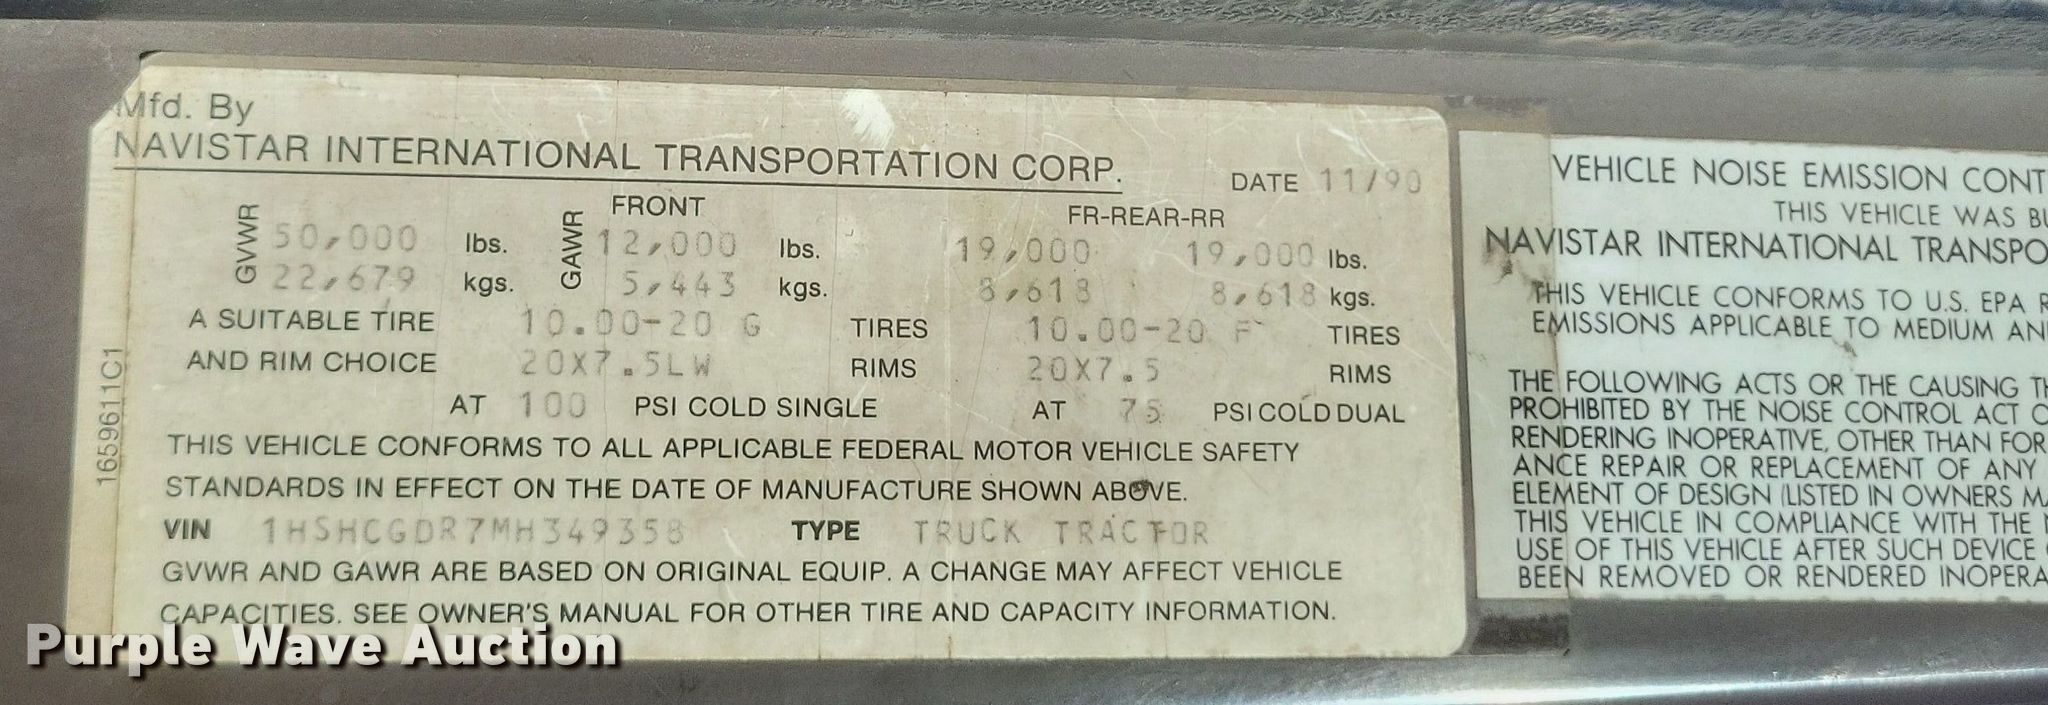 Mfd. By
NAVISTAR INTERNATIONAL TRANSPORTATION CORP.
DATE 11/90
FRONT FR-REAR-RR
GVWR 50,000 lbs. GAWR 12,000 lbs. 19,000 19,000 lbs.
22,679 kgs. 5,443 kgs. 8,618 8,618 kgs.
A SUITABLE TIRE 10.00-20 G TIRES 10.00-20 F TIRES
AND RIM CHOICE 20X7.5LW RIMS 20X7.5 RIMS
AT 100 PSI COLD SINGLE AT 75 PSI COLD DUAL
THIS VEHICLE CONFORMS TO ALL APPLICABLE FEDERAL MOTOR VEHICLE SAFETY
STANDARDS IN EFFECT ON THE DATE OF MANUFACTURE SHOWN ABOVE.
VIN 1HSHCGDR7MH349358 TYPE TRUCK TRACTOR
GVWR AND GAWR ARE BASED ON ORIGINAL EQUIP. A CHANGE MAY AFFECT VEHICLE
CAPACITIES. SEE OWNER'S MANUAL FOR OTHER TIRE AND CAPACITY INFORMATION.
1659611C1
VEHICLE NOISE EMISSION CONT
THIS VEHICLE WAS BU
NAVISTAR INTERNATIONAL TRANSPO
THIS VEHICLE CONFORMS TO U.S. EPA R
EMISSIONS APPLICABLE TO MEDIUM AN
THE FOLLOWING ACTS OR THE CAUSING TH
PROHIBITED BY THE NOISE CONTROL ACT O
RENDERING INOPERATIVE, OTHER THAN FOR
ANCE REPAIR OR REPLACEMENT OF ANY
ELEMENT OF DESIGN (LISTED IN OWNERS MA
THIS VEHICLE IN COMPLIANCE WITH THE
USE OF THIS VEHICLE AFTER SUCH DEVICE
BEEN REMOVED OR RENDERED INOPERA
Purple Wave Auction